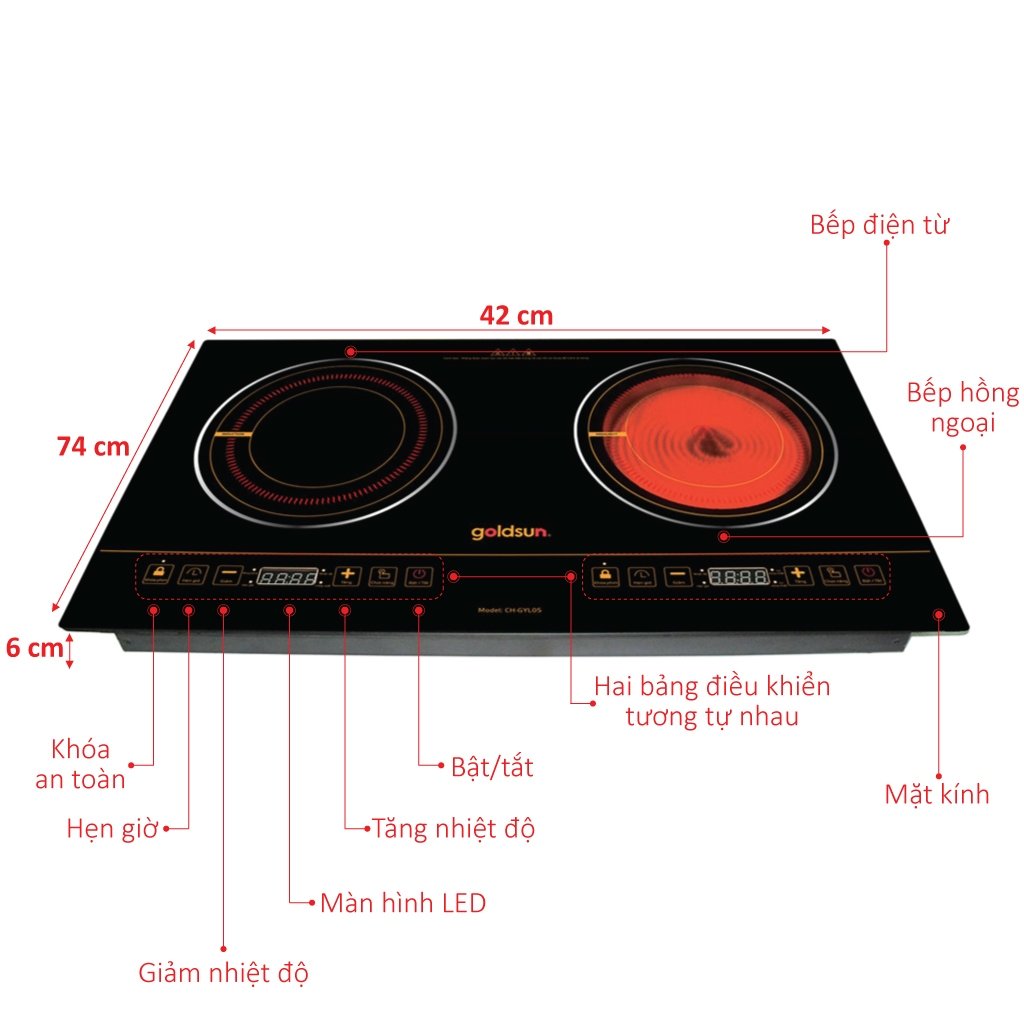 Bếp điện từ
42 cm
Bếp hồng
ngoại
74 cm
goldsun
Model: CH-GYL05
6 cm
Hai bảng điều khiển
tương tự nhau
Khóa
an toàn
Bật/tắt
Mặt kính
Hẹn giờ
Tăng nhiệt độ
Màn hình LED
Giảm nhiệt độ